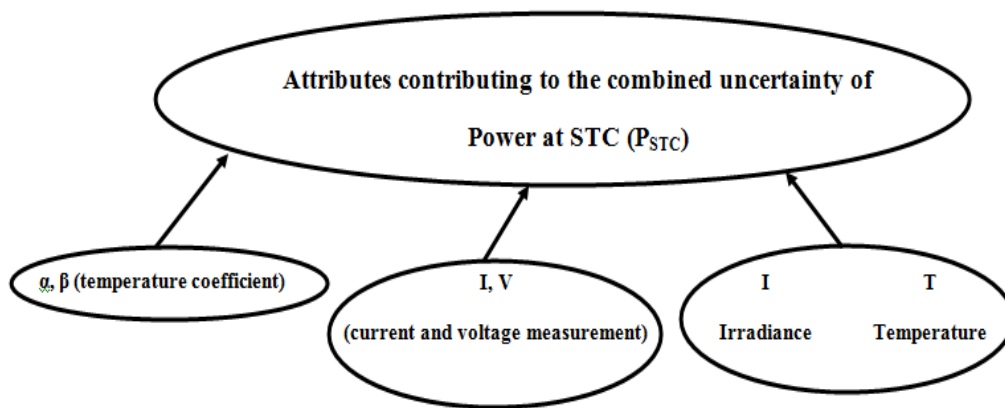 Attributes contributing to the combined uncertainty of
Power at STC (PSTC)
α, β (temperature coefficient)
I, V
(current and voltage measurement)
I T
Irradiance Temperature